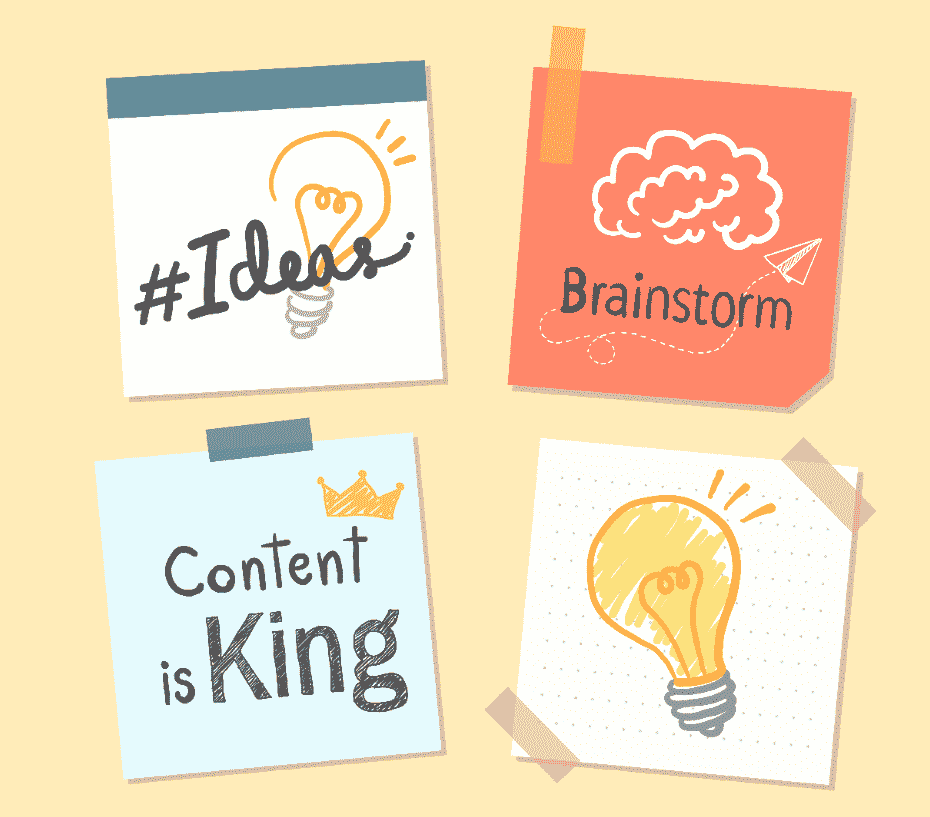 #Ideas
Brainstorm
Content
is King